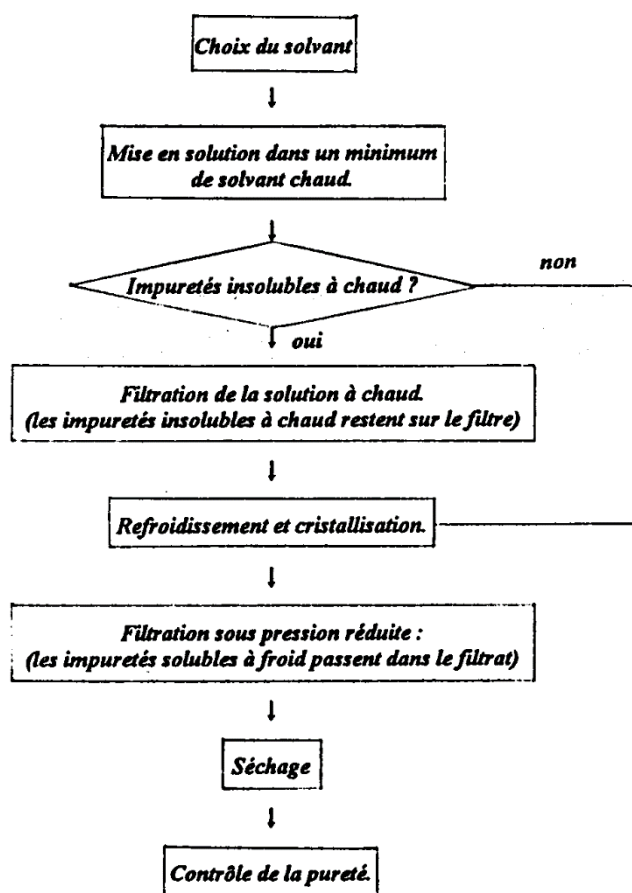 Choix du solvant
Mise en solution dans un minimum
de solvant chaud.
Impuretés insolubles à chaud ?
non
oui
Filtration de la solution à chaud.
(les impuretés insolubles à chaud restent sur le filtre)
Refroidissement et cristallisation.
Filtration sous pression réduite :
(les impuretés solubles à froid passent dans le filtrat)
Séchage
Contrôle de la pureté.